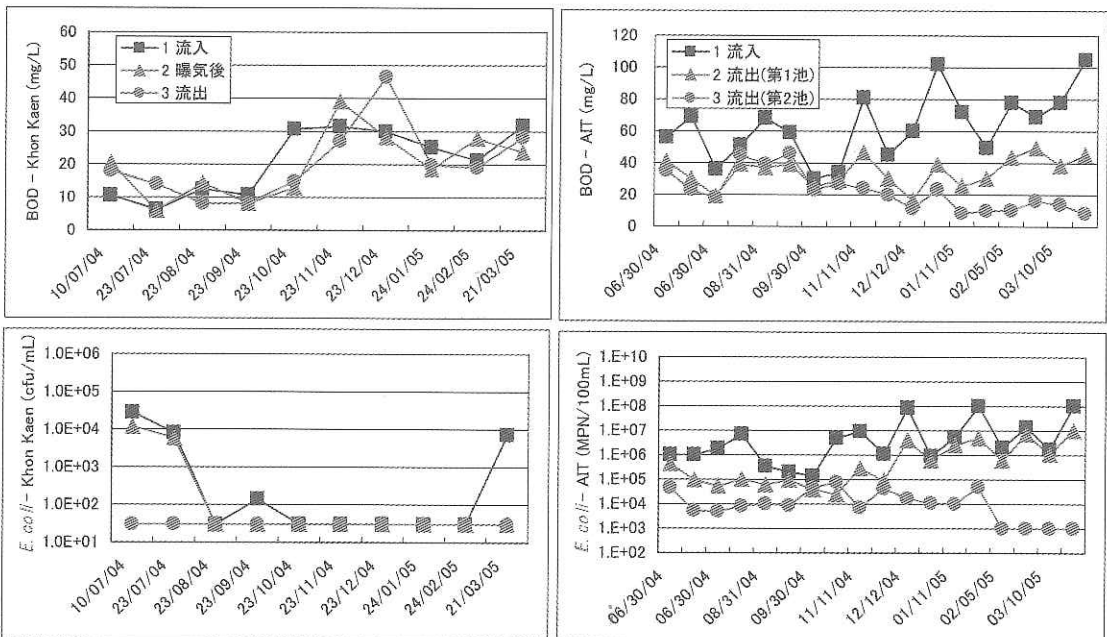 BOD - Khon Kaen (mg/L)
60
50
40
30
20
10
0
1 流入
2 曝気後
3 流出
10/07/04
23/07/04
23/08/04
23/09/04
23/10/04
23/11/04
23/12/04
24/01/05
24/02/05
21/03/05
BOD - AIT (mg/L)
120
100
80
60
40
20
0
1 流入
2 流出(第1池)
3 流出(第2池)
06/30/04
06/30/04
08/31/04
09/30/04
11/11/04
12/12/04
01/11/05
02/05/05
03/10/05
E. coli - Khon Kaen (cfu/mL)
1.0E+06
1.0E+05
1.0E+04
1.0E+03
1.0E+02
1.0E+01
10/07/04
23/07/04
23/08/04
23/09/04
23/10/04
23/11/04
23/12/04
24/01/05
24/02/05
21/03/05
E. coli - AIT (MPN/100mL)
1.E+10
1.E+09
1.E+08
1.E+07
1.E+06
1.E+05
1.E+04
1.E+03
1.E+02
06/30/04
06/30/04
08/31/04
09/30/04
11/11/04
12/12/04
01/11/05
02/05/05
03/10/05